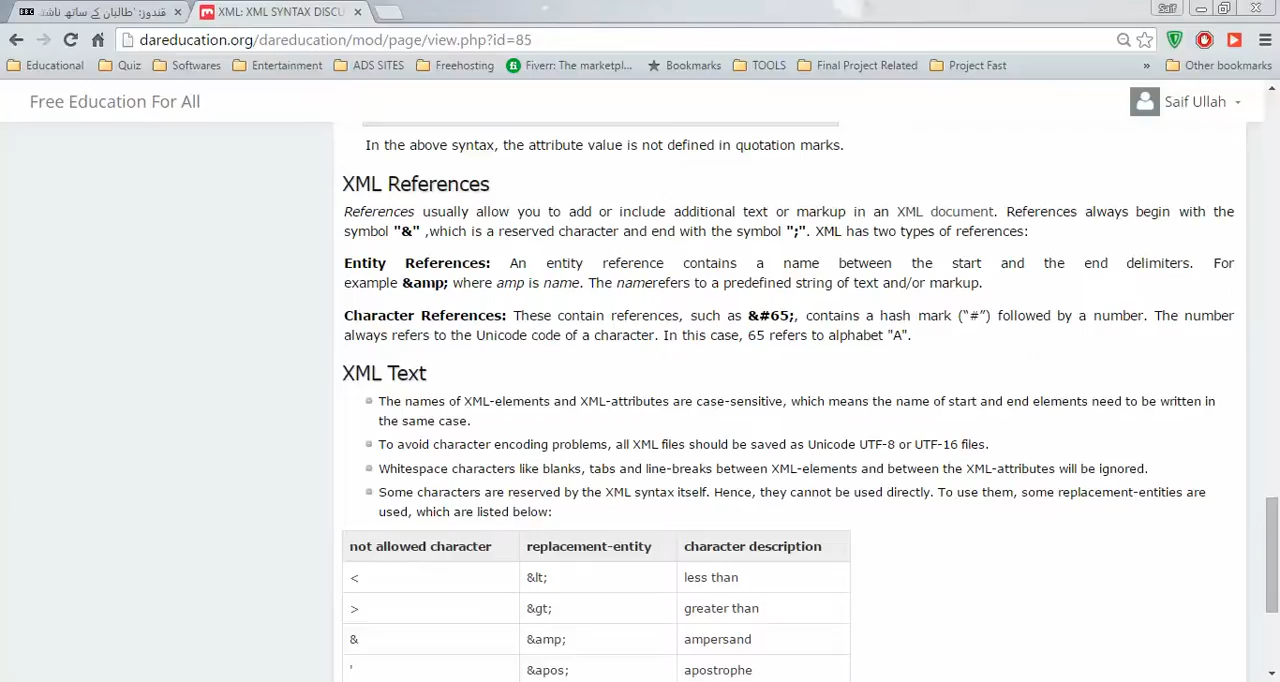 قندوز: 'طالبان کے ساتھ ناشتہ
XML: XML SYNTAX DISCU
Saif
dareducation.org/dareducation/mod/page/view.php?id=85
Educational Quiz Softwares Entertainment ADS SITES Freehosting Fiverr: The marketpl... Bookmarks TOOLS Final Project Related Project Fast » Other bookmarks
Free Education For All
Saif Ullah
In the above syntax, the attribute value is not defined in quotation marks.
XML References
References usually allow you to add or include additional text or markup in an XML document. References always begin with the
symbol "&" ,which is a reserved character and end with the symbol ";". XML has two types of references:
Entity References: An entity reference contains a name between the start and the end delimiters. For
example &amp; where amp is name. The namerefers to a predefined string of text and/or markup.
Character References: These contain references, such as &#65;, contains a hash mark (“#”) followed by a number. The number
always refers to the Unicode code of a character. In this case, 65 refers to alphabet "A".
XML Text
The names of XML-elements and XML-attributes are case-sensitive, which means the name of start and end elements need to be written in
the same case.
To avoid character encoding problems, all XML files should be saved as Unicode UTF-8 or UTF-16 files.
Whitespace characters like blanks, tabs and line-breaks between XML-elements and between the XML-attributes will be ignored.
Some characters are reserved by the XML syntax itself. Hence, they cannot be used directly. To use them, some replacement-entities are
used, which are listed below:
not allowed character replacement-entity character description
< &lt; less than
> &gt; greater than
& &amp; ampersand
' &apos; apostrophe